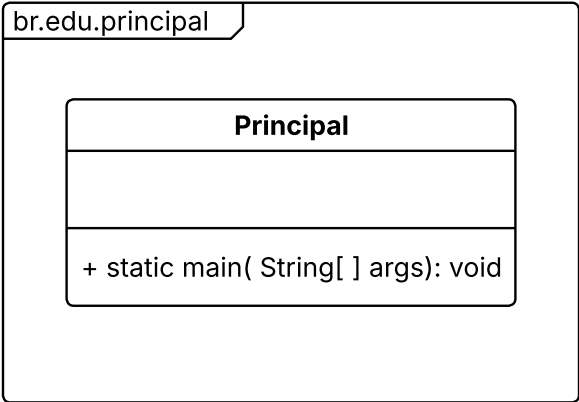 br.edu.principal
Principal
+ static main( String[ ] args): void